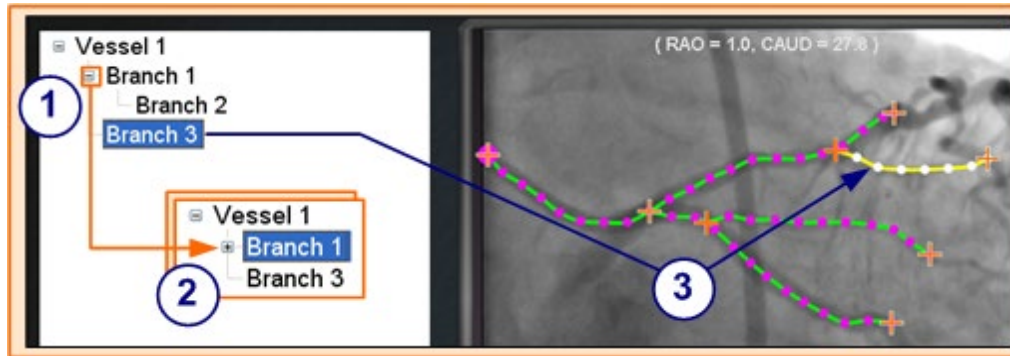 Vessel 1
Branch 1
1
Branch 2
Branch 3
Vessel 1
Branch 1
Branch 3
2
( RAO = 1.0, CAUD = 27.8 )
3